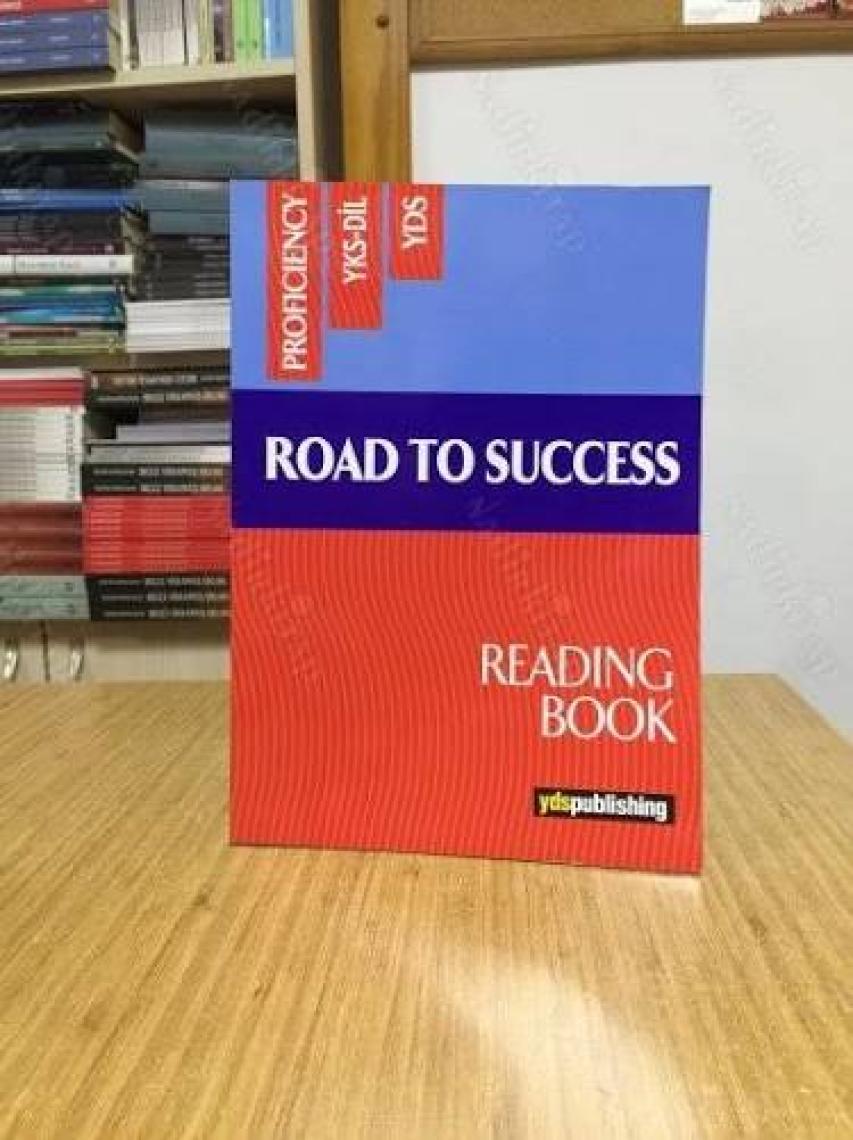 PROFICIENCY
YKS-DİL
YDS
ROAD TO SUCCESS
READING
BOOK
ydspublishing